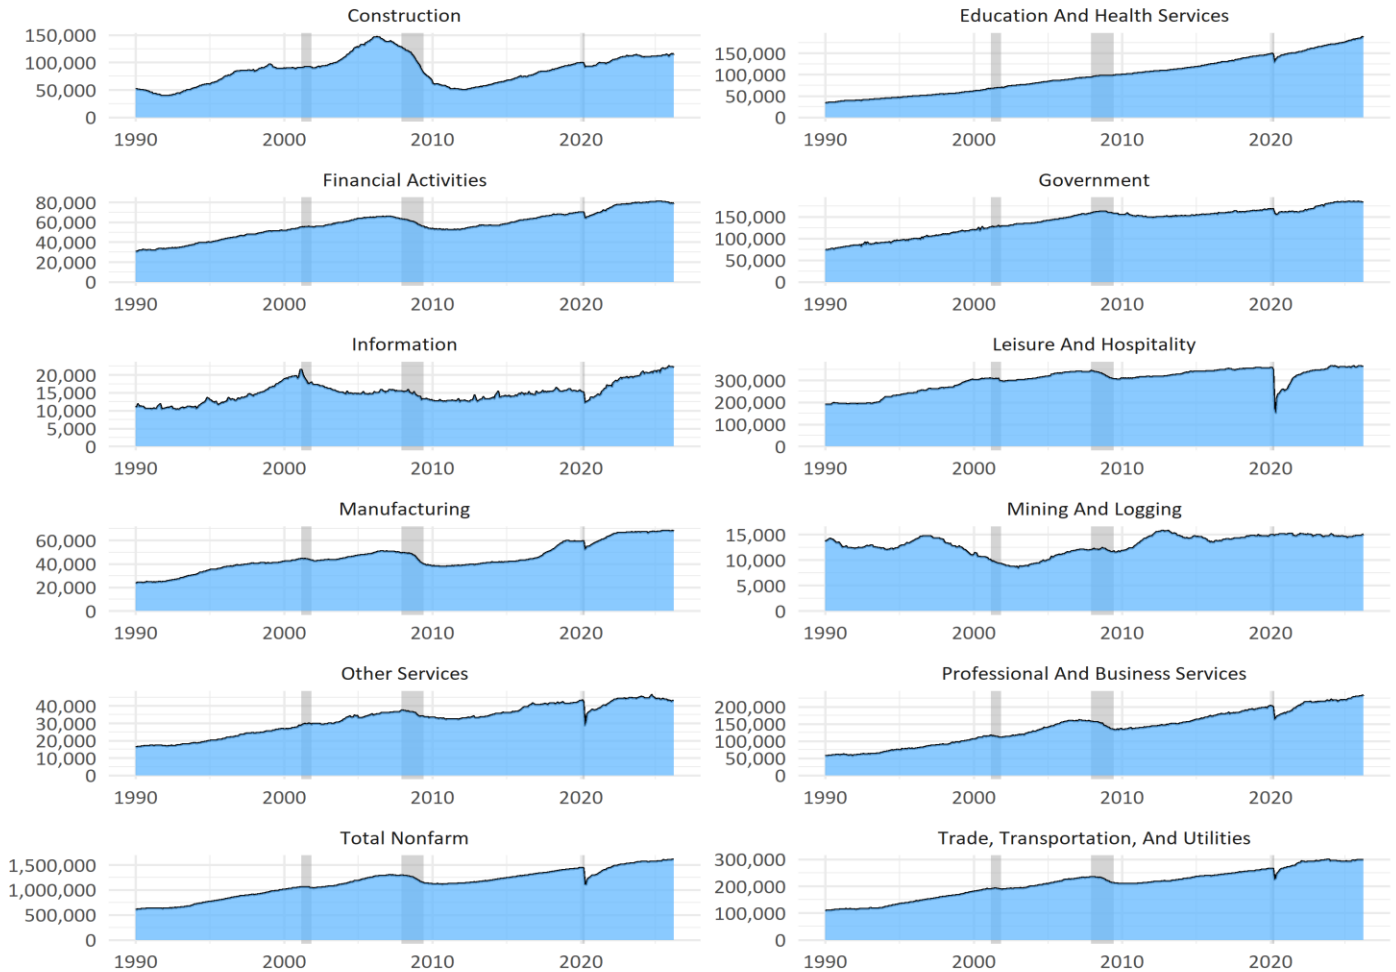 Construction
150,000
100,000
50,000
0
1990 2000 2010 2020
Education And Health Services
150,000
100,000
50,000
0
1990 2000 2010 2020
Financial Activities
80,000
60,000
40,000
20,000
0
1990 2000 2010 2020
Government
150,000
100,000
50,000
0
1990 2000 2010 2020
Information
20,000
15,000
10,000
5,000
0
1990 2000 2010 2020
Leisure And Hospitality
300,000
200,000
100,000
0
1990 2000 2010 2020
Manufacturing
60,000
40,000
20,000
0
1990 2000 2010 2020
Mining And Logging
15,000
10,000
5,000
0
1990 2000 2010 2020
Other Services
40,000
30,000
20,000
10,000
0
1990 2000 2010 2020
Professional And Business Services
200,000
150,000
100,000
50,000
0
1990 2000 2010 2020
Total Nonfarm
1,500,000
1,000,000
500,000
0
1990 2000 2010 2020
Trade, Transportation, And Utilities
300,000
200,000
100,000
0
1990 2000 2010 2020